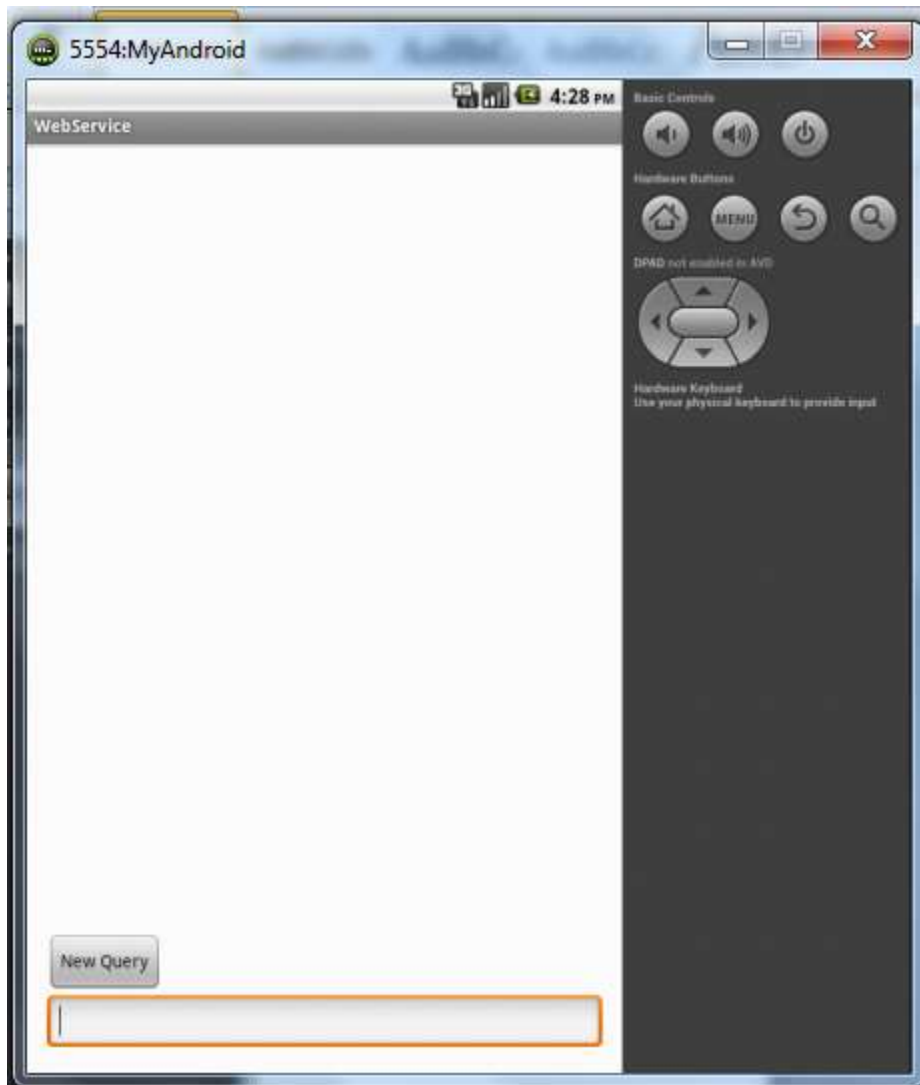 5554:MyAndroid
3G
4:28 PM
WebService
Basic Controls
Hardware Buttons
MENU
DPAD not enabled in AVD
Hardware Keyboard
Use your physical keyboard to provide input
New Query